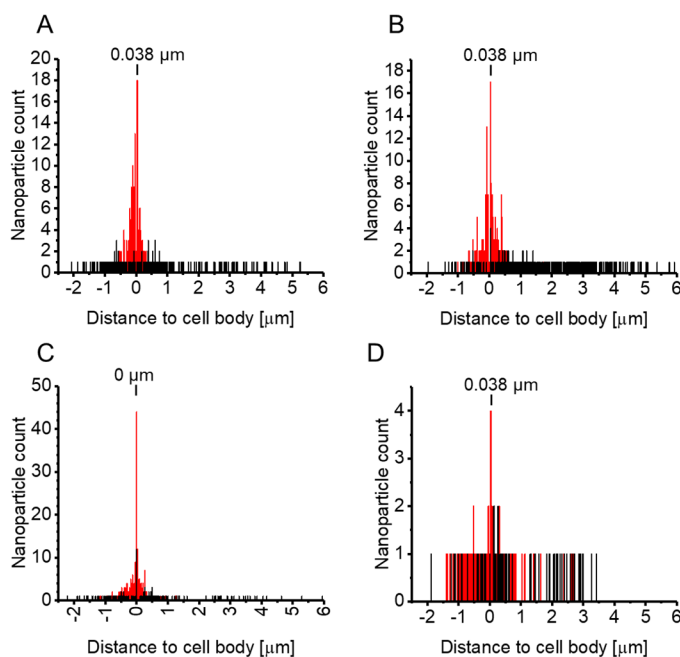 A
0.038 µm
Nanoparticle count
20
18
16
14
12
10
8
6
4
2
0
-2 -1 0 1 2 3 4 5 6
Distance to cell body [µm]
B
0.038 µm
Nanoparticle count
18
16
14
12
10
8
6
4
2
0
-2 -1 0 1 2 3 4 5 6
Distance to cell body [µm]
C
0 µm
Nanoparticle count
50
40
30
20
10
0
-2 -1 0 1 2 3 4 5 6
Distance to cell body [µm]
D
0.038 µm
Nanoparticle count
4
3
2
1
0
-2 -1 0 1 2 3 4 5 6
Distance to cell body [µm]